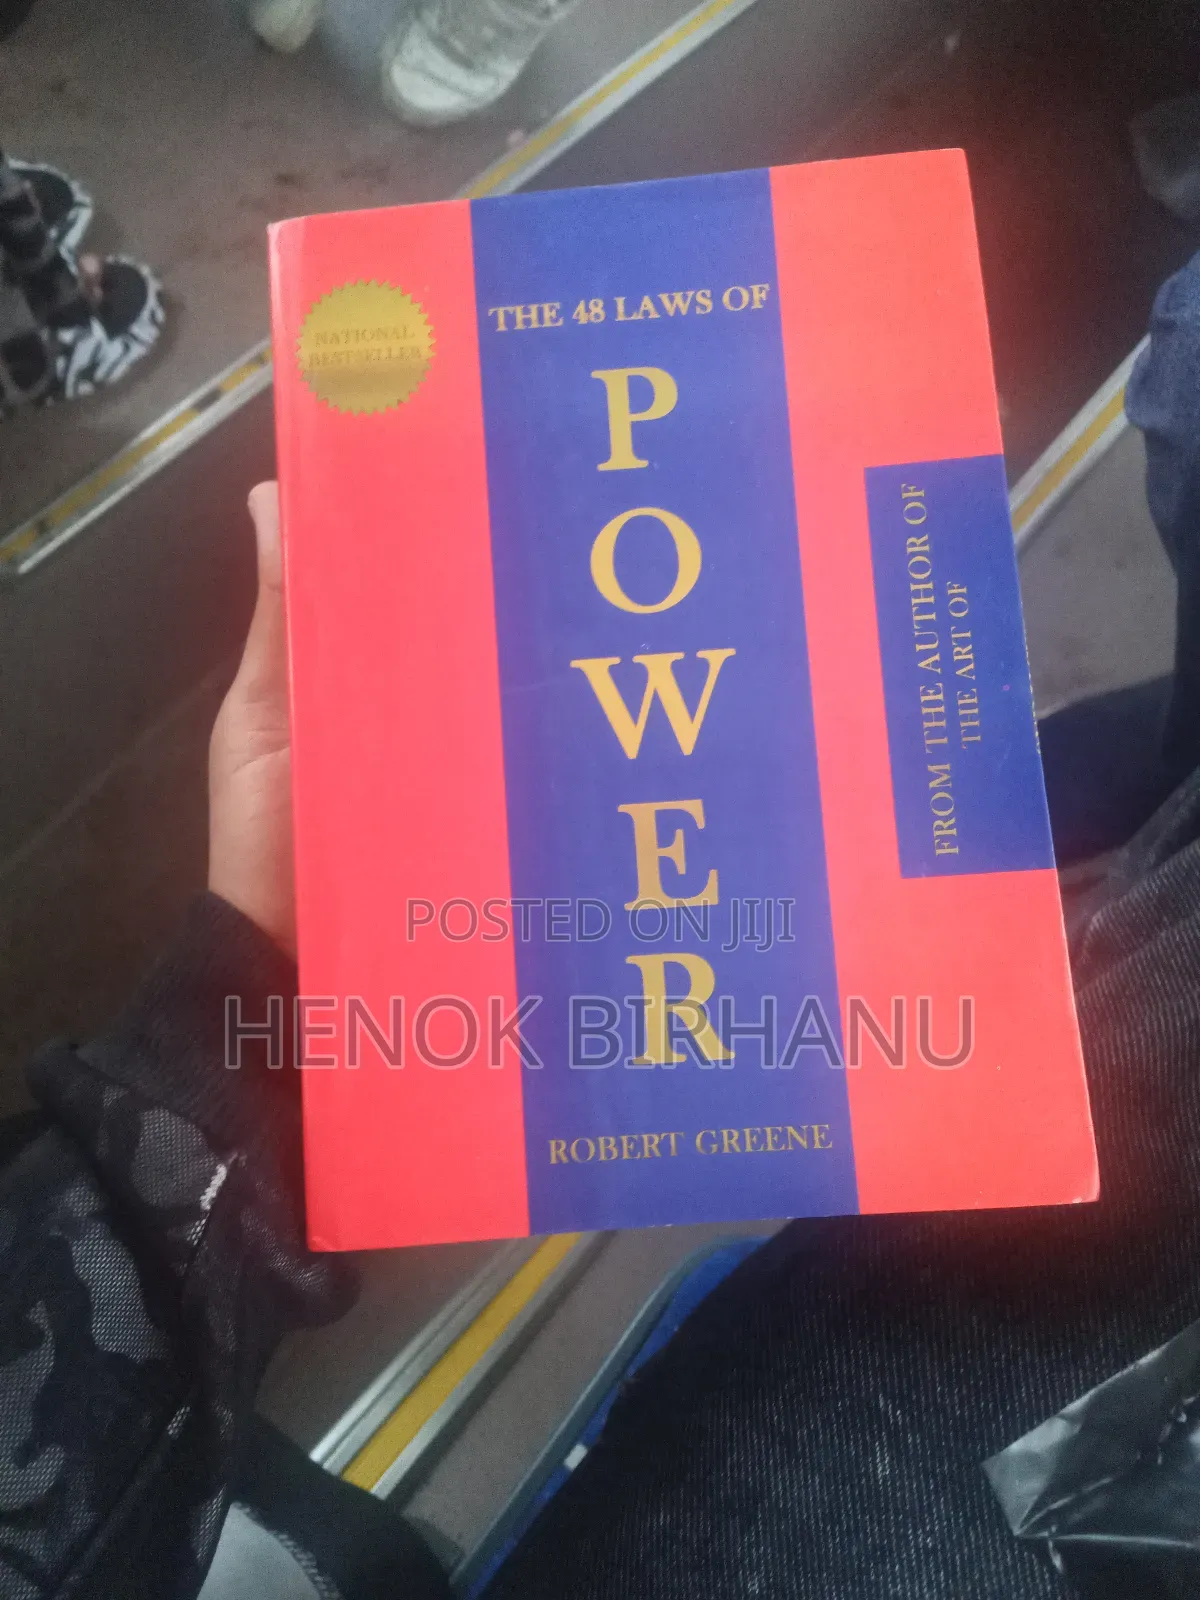 NATIONAL
BESTSELLER
THE 48 LAWS OF
POWER
FROM THE AUTHOR OF
THE ART OF
ROBERT GREENE
POSTED ON JIJI
HENOK BIRHANU